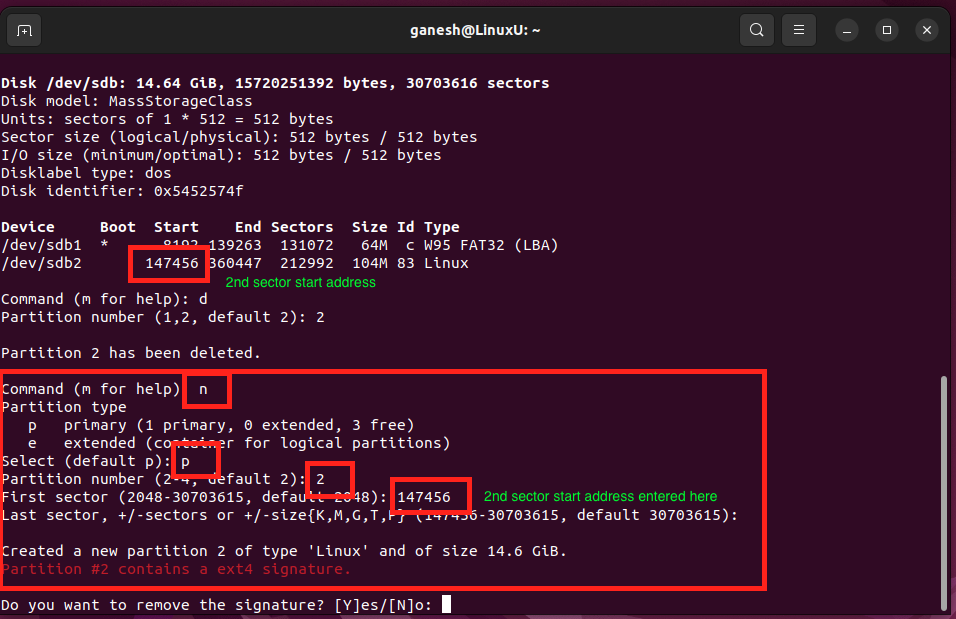 ganesh@LinuxU: ~
Disk /dev/sdb: 14.64 GiB, 15720251392 bytes, 30703616 sectors
Disk model: MassStorageClass
Units: sectors of 1 * 512 = 512 bytes
Sector size (logical/physical): 512 bytes / 512 bytes
I/O size (minimum/optimal): 512 bytes / 512 bytes
Disklabel type: dos
Disk identifier: 0x5452574f
Device Boot Start End Sectors Size Id Type
/dev/sdb1 * 8192 139263 131072 64M c W95 FAT32 (LBA)
/dev/sdb2 147456 360447 212992 104M 83 Linux
2nd sector start address
Command (m for help): d
Partition number (1,2, default 2): 2
Partition 2 has been deleted.
Command (m for help) n
Partition type
p primary (1 primary, 0 extended, 3 free)
e extended (container for logical partitions)
Select (default p): p
Partition number (2-4, default 2): 2
First sector (2048-30703615, default 2048): 147456 2nd sector start address entered here
Last sector, +/-sectors or +/-size{K,M,G,T,P} (147456-30703615, default 30703615):
Created a new partition 2 of type 'Linux' and of size 14.6 GiB.
Partition #2 contains a ext4 signature.
Do you want to remove the signature? [Y]es/[N]o: